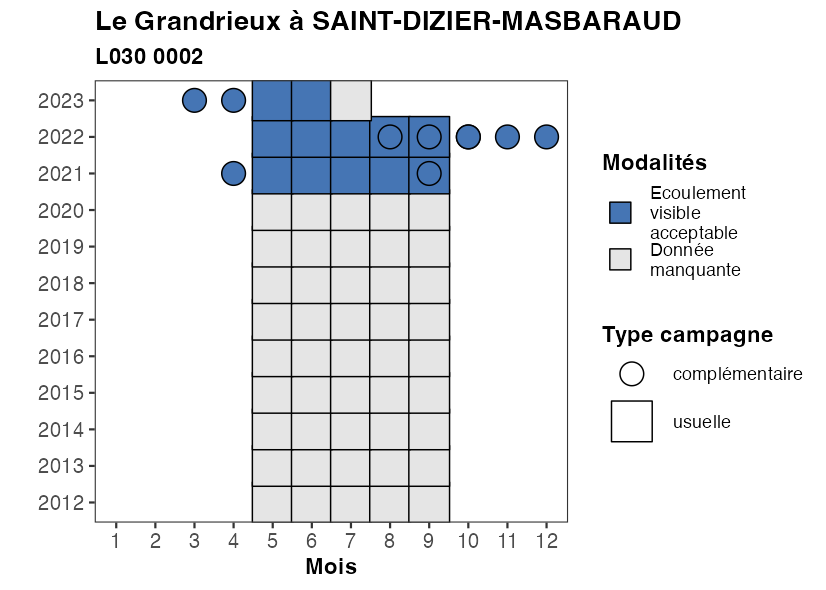 Le Grandrieux à SAINT-DIZIER-MASBARAUD
L030 0002
2023
2022
2021
2020
2019
2018
2017
2016
2015
2014
2013
2012
1 2 3 4 5 6 7 8 9 10 11 12
Mois
Modalités
Ecoulement
visible
acceptable
Donnée
manquante
Type campagne
complémentaire
usuelle